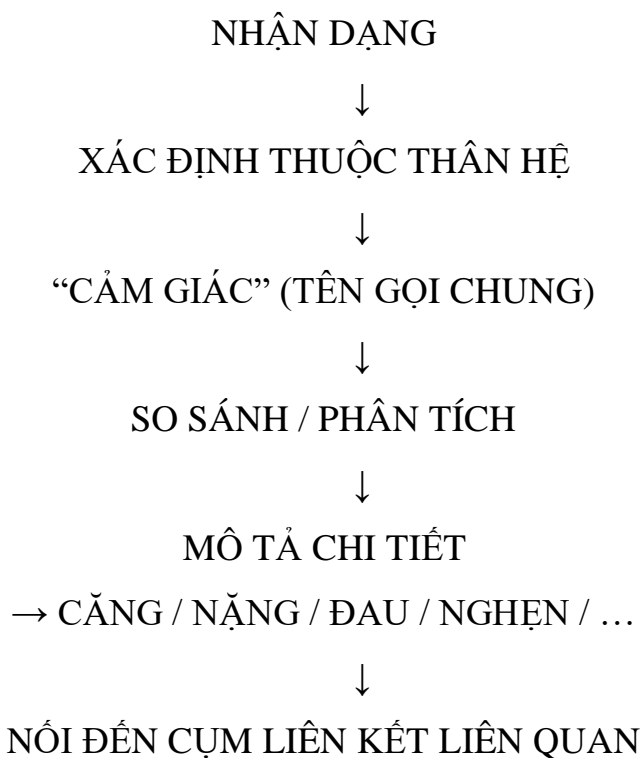 NHẬN DẠNG
↓
XÁC ĐỊNH THUỘC THÂN HỆ
↓
“CẢM GIÁC” (TÊN GỌI CHUNG)
↓
SO SÁNH / PHÂN TÍCH
↓
MÔ TẢ CHI TIẾT
→ CĂNG / NẶNG / ĐAU / NGHẸN / …
↓
NỐI ĐẾN CỤM LIÊN KẾT LIÊN QUAN